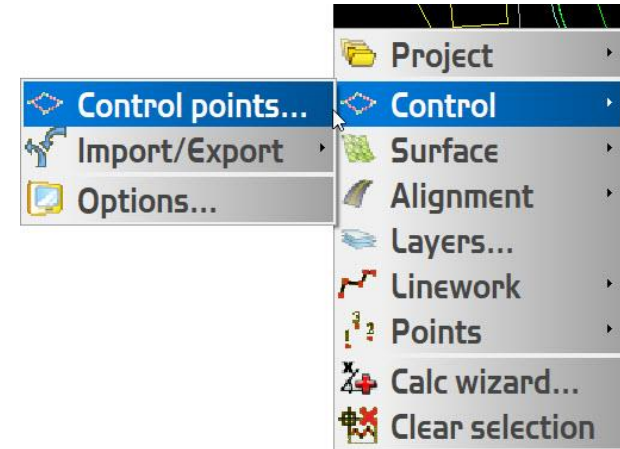 Project
Control points...
Control
Import/Export
Surface
Options...
Alignment
Layers...
Linework
Points
Calc wizard...
Clear selection